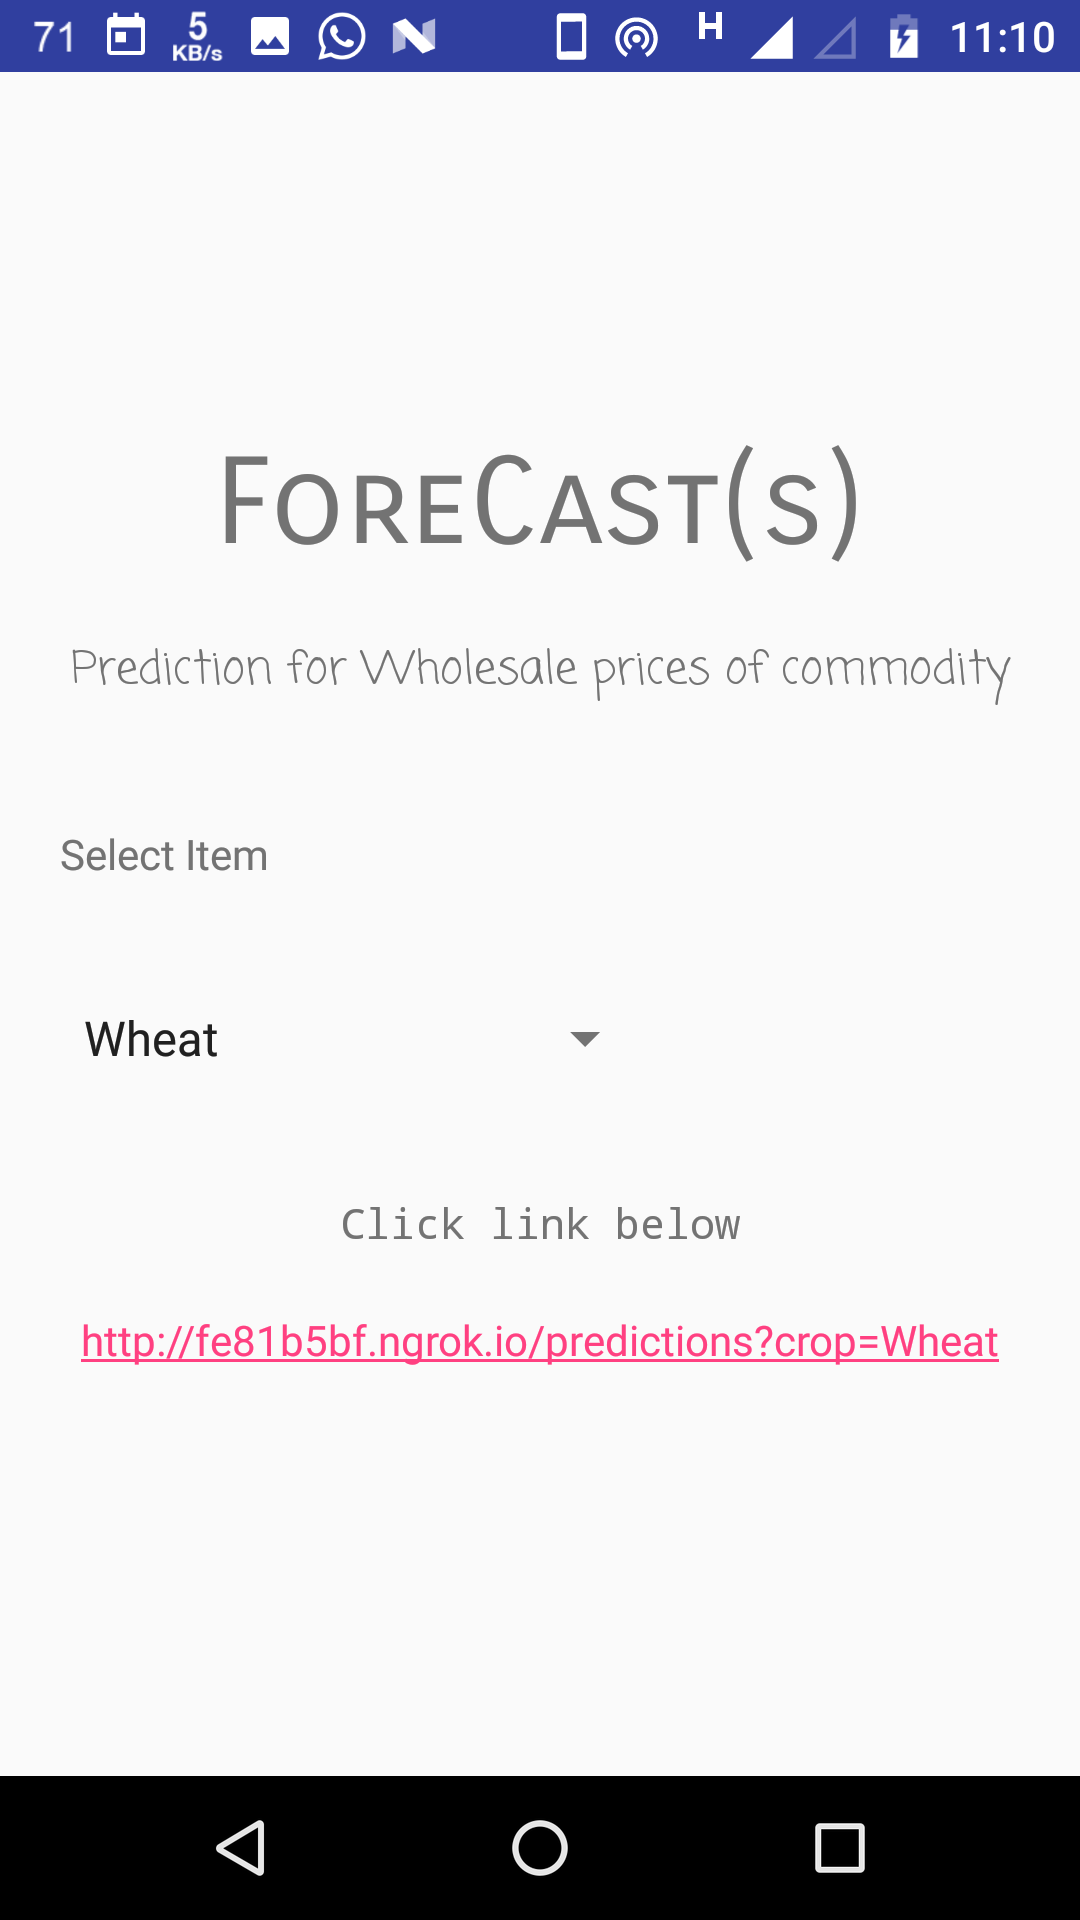 71 5 KB/s H 11:10
ForeCast(s)
Prediction for Wholesale prices of commodity
Select Item
Wheat
Click link below
http://fe81b5bf.ngrok.io/predictions?crop=Wheat